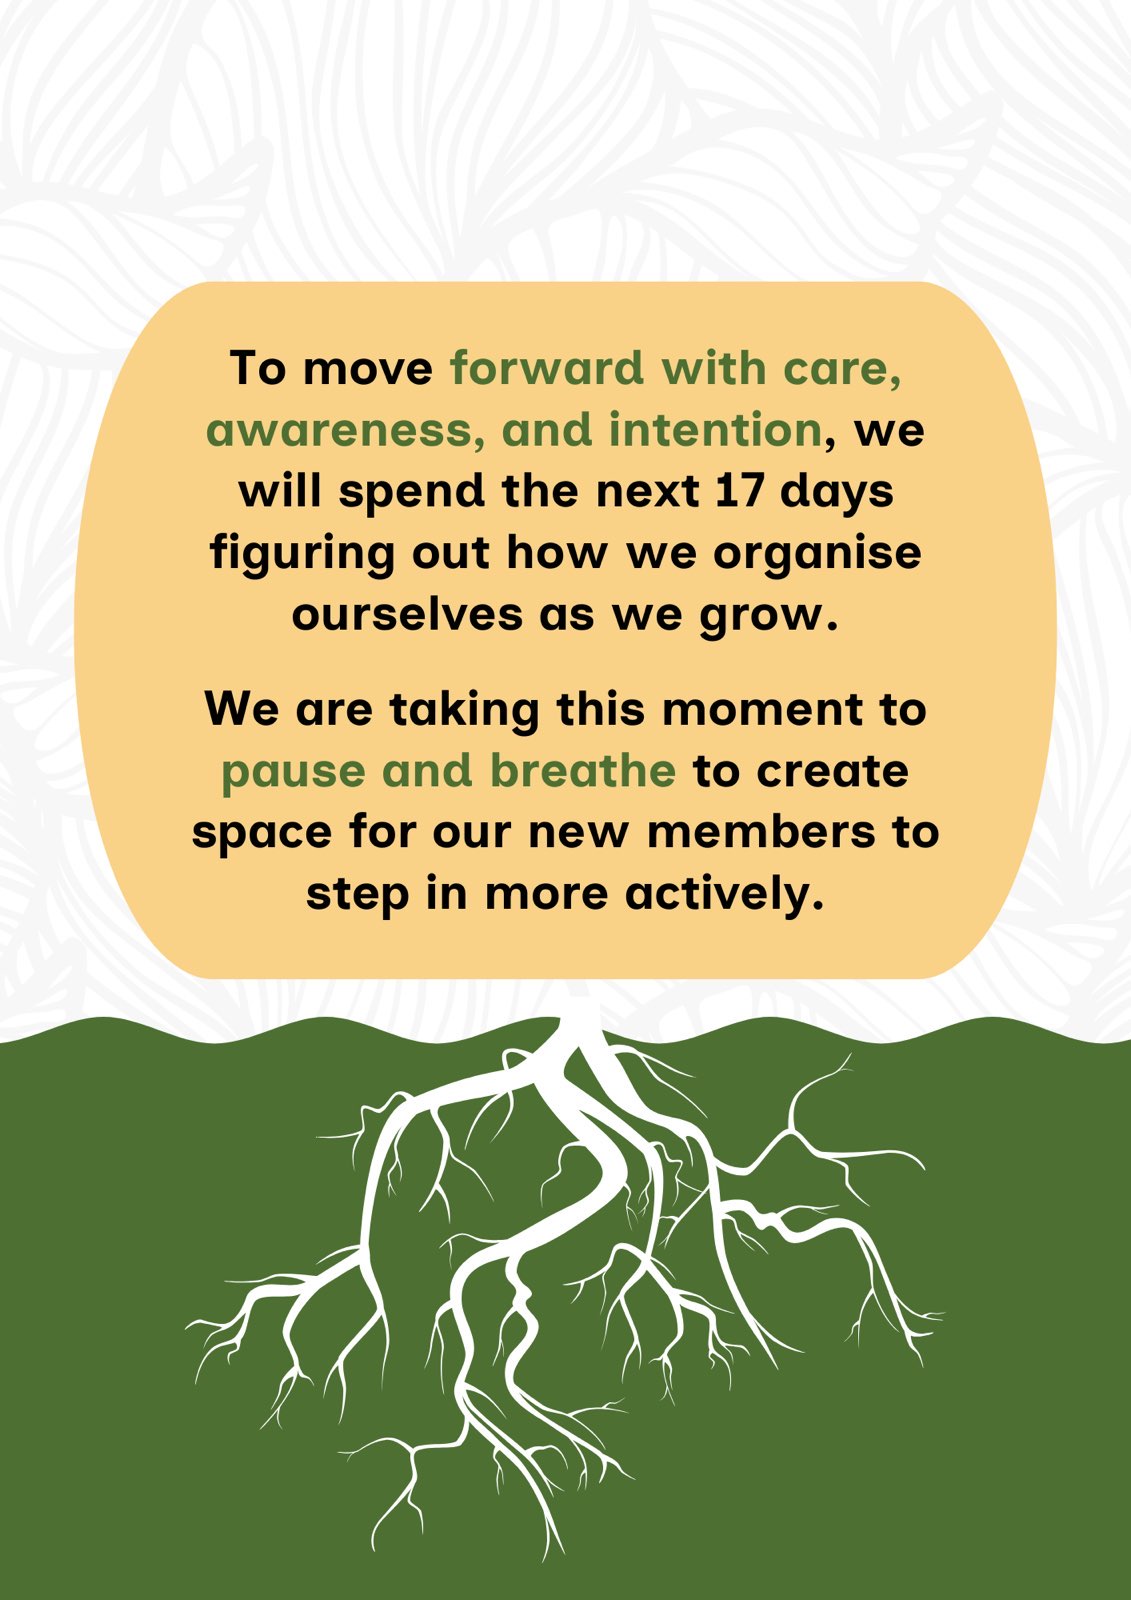 To move forward with care,
awareness, and intention, we
will spend the next 17 days
figuring out how we organise
ourselves as we grow.
We are taking this moment to
pause and breathe to create
space for our new members to
step in more actively.